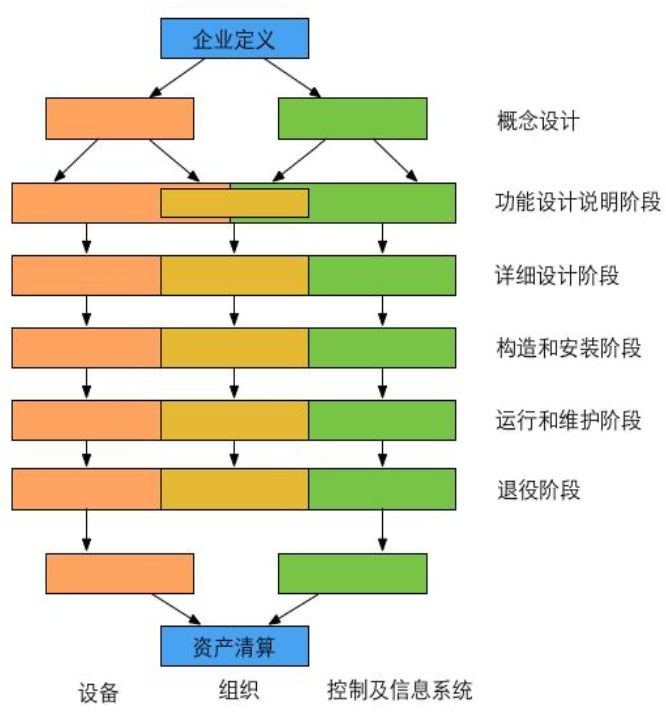 企业定义
概念设计
功能设计说明阶段
详细设计阶段
构造和安装阶段
运行和维护阶段
退役阶段
资产清算
设备
组织
控制及信息系统